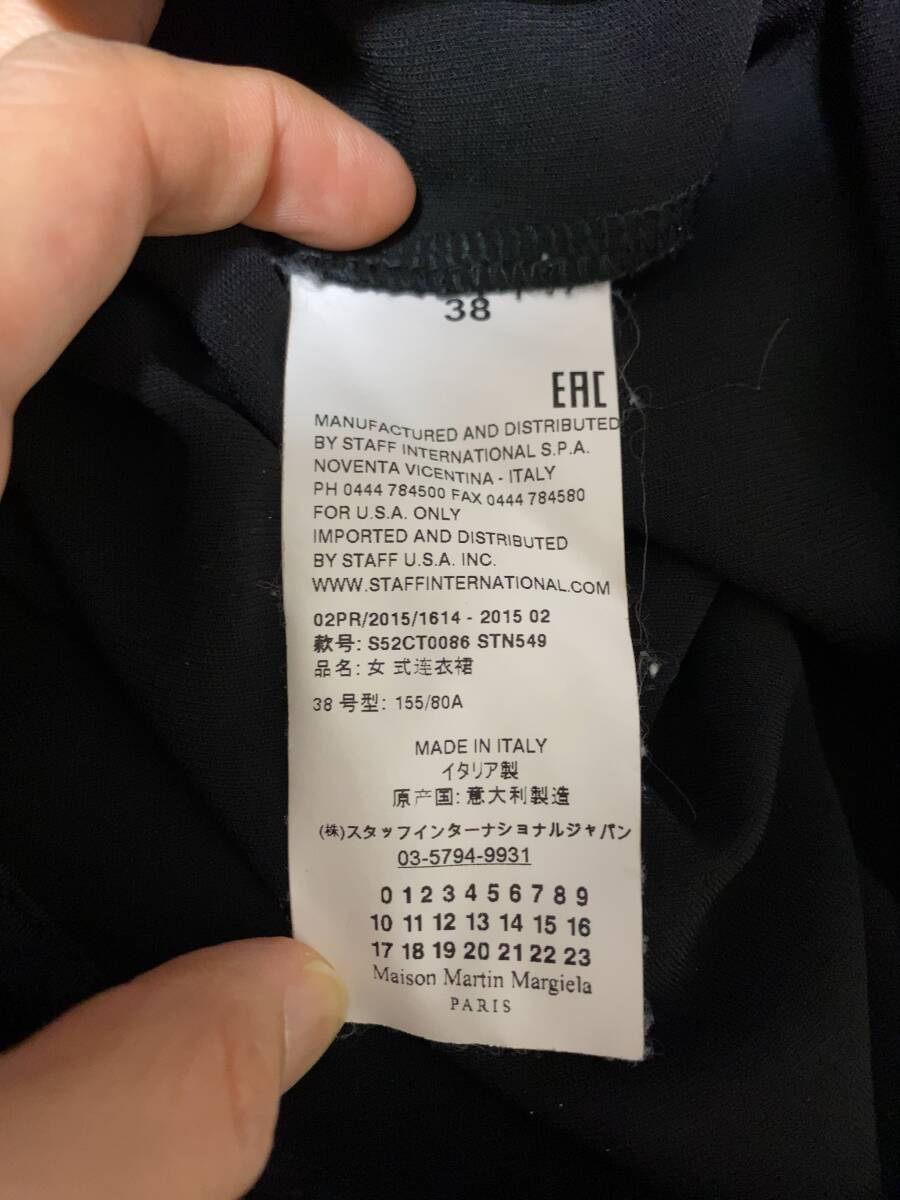 38
EAC
MANUFACTURED AND DISTRIBUTED
BY STAFF INTERNATIONAL S.P.A.
NOVENTA VICENTINA - ITALY
PH 0444 784500 FAX 0444 784580
FOR U.S.A. ONLY
IMPORTED AND DISTRIBUTED
BY STAFF U.S.A. INC.
WWW.STAFFINTERNATIONAL.COM
02PR/2015/1614 - 2015 02
款号: S52CT0086 STN549
品名: 女 式连衣裙
38 号型: 155/80A
MADE IN ITALY
イタリア製
原产国: 意大利製造
(株)スタッフインターナショナルジャパン
03-5794-9931
0 1 2 3 4 5 6 7 8 9
10 11 12 13 14 15 16
17 18 19 20 21 22 23
Maison Martin Margiela
PARIS